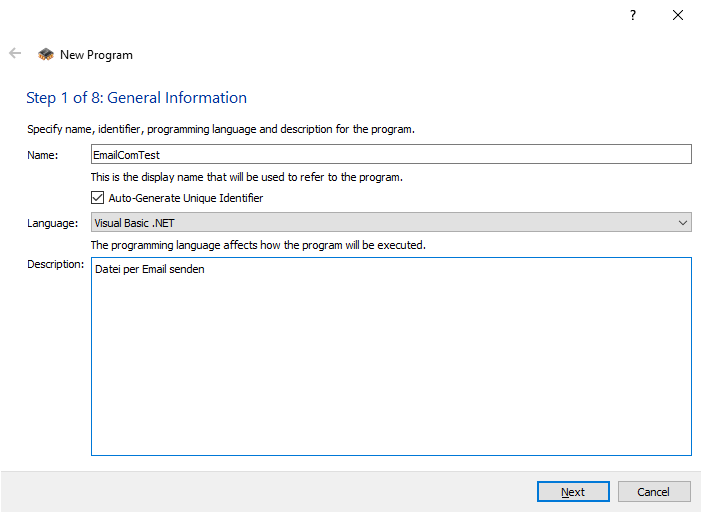 ?
New Program
Step 1 of 8: General Information
Specify name, identifier, programming language and description for the program.
Name: EmailComTest
This is the display name that will be used to refer to the program.
Auto-Generate Unique Identifier
Language: Visual Basic .NET
The programming language affects how the program will be executed.
Description: Datei per Email senden
Next Cancel